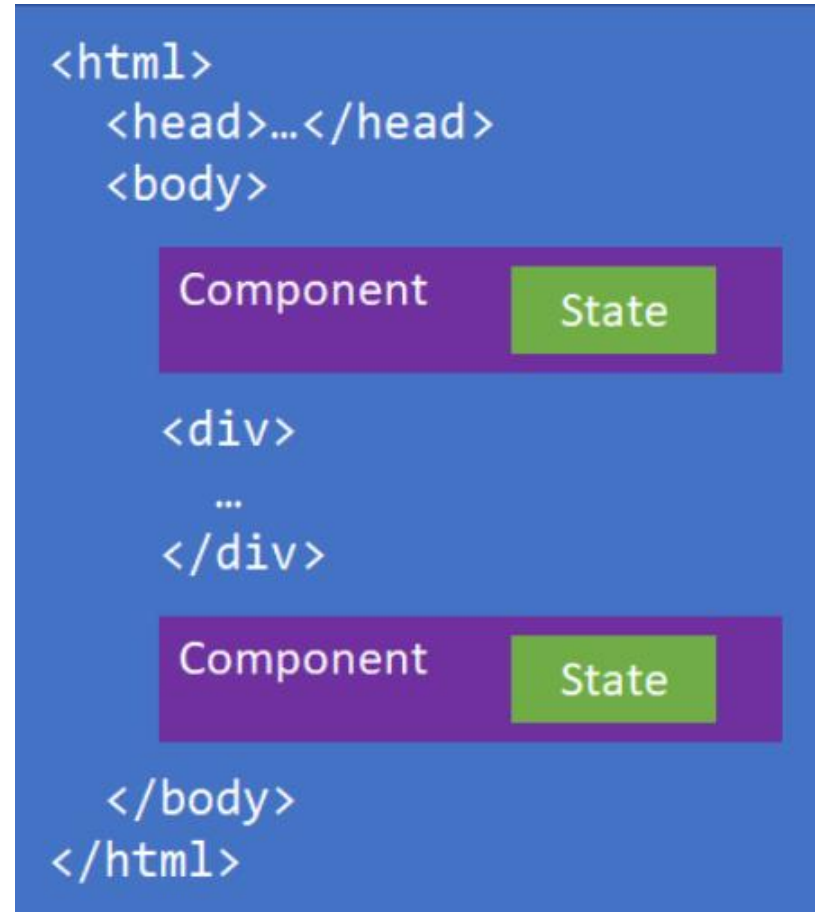 <html>
<head>…</head>
<body>
Component State
<div>
…
</div>
Component State
</body>
</html>